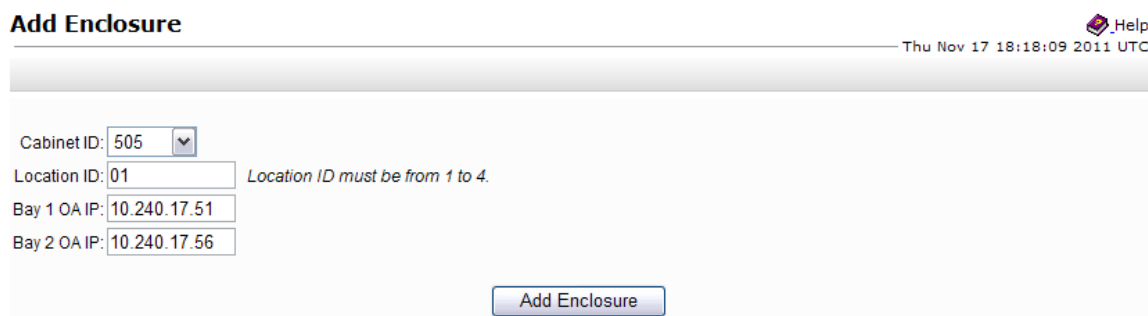 Add Enclosure
Help
Thu Nov 17 18:18:09 2011 UTC
Cabinet ID: 505
Location ID: 01 Location ID must be from 1 to 4.
Bay 1 OA IP: 10.240.17.51
Bay 2 OA IP: 10.240.17.56
Add Enclosure